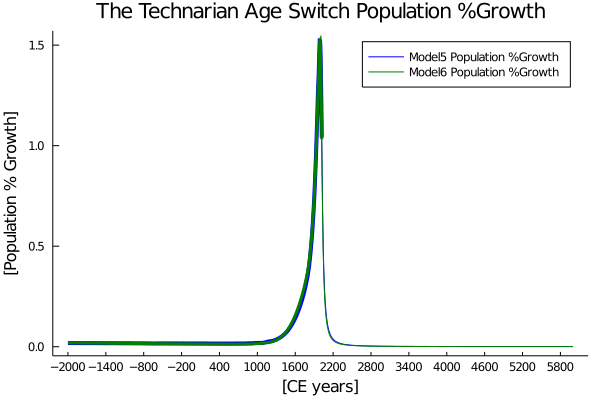 The Technarian Age Switch Population %Growth
[Population % Growth]
1.5
1.0
0.5
0.0
Model5 Population %Growth
Model6 Population %Growth
−2000 −1400 −800 −200 400 1000 1600 2200 2800 3400 4000 4600 5200 5800
[CE years]